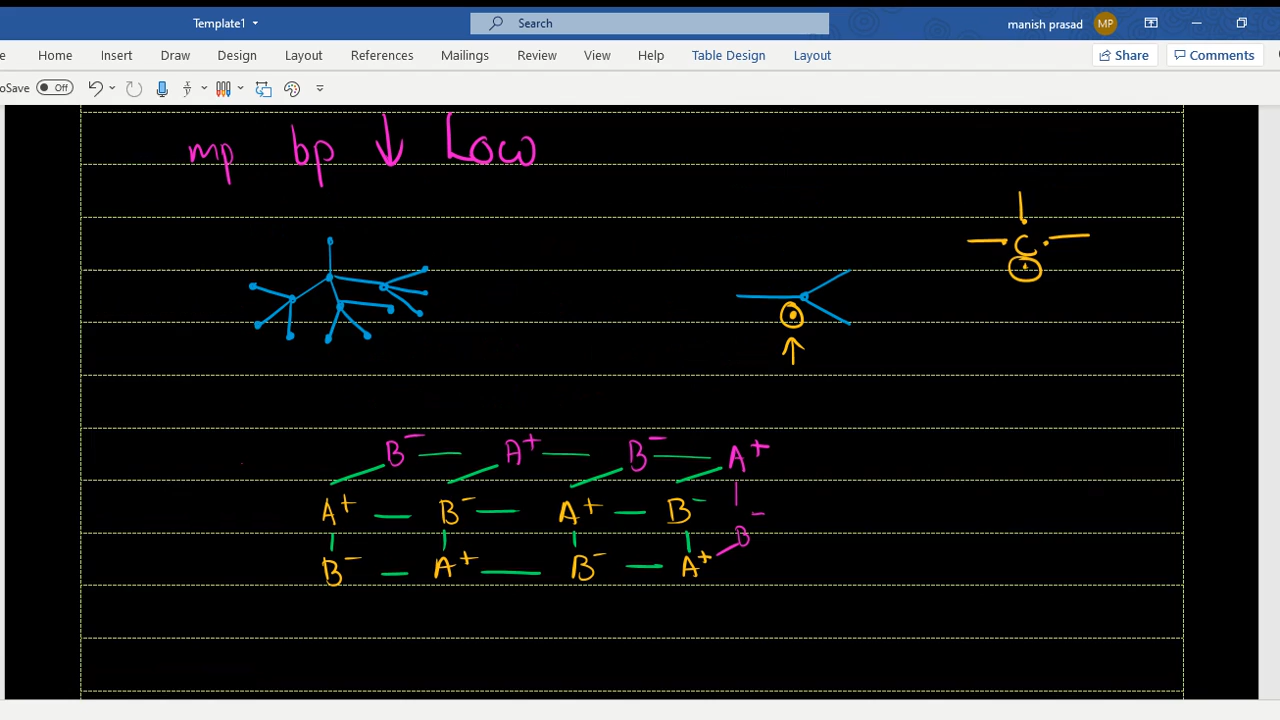 Template1
Search
manish prasad MP
Home Insert Draw Design Layout References Mailings Review View Help Table Design Layout Share Comments
oSave Off
mp bp ↓ Low
C
B⁻ — A⁺ — B⁻ — A⁺
A⁺ — B⁻ — A⁺ — B⁻
B⁻
B⁻ — A⁺ — B⁻ — A⁺